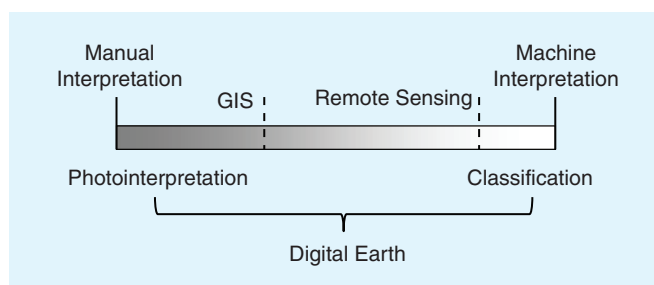 Manual
Interpretation
Machine
Interpretation
GIS
Remote Sensing
Photointerpretation
Classification
Digital Earth